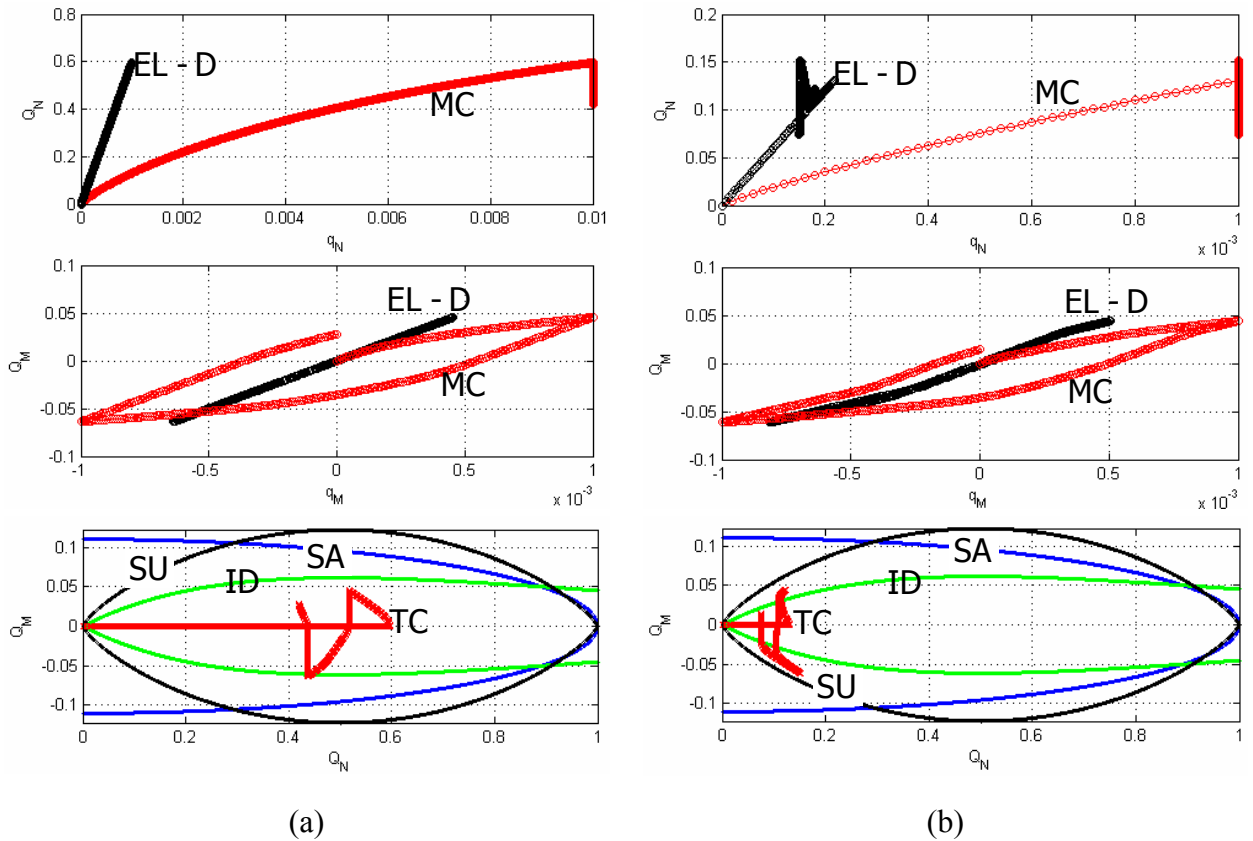 0.8
0.6
0.4
0.2
0
Q_N
EL - D
MC
0 0.002 0.004 0.006 0.008 0.01
q_N
0.2
0.15
0.1
0.05
0
Q_N
EL - D
MC
0 0.2 0.4 0.6 0.8 1
q_N
x 10^-3
0.1
0.05
0
-0.05
-0.1
Q_M
EL - D
MC
-1 -0.5 0 0.5 1
q_M
x 10^-3
0.1
0.05
0
-0.05
-0.1
Q_M
EL - D
MC
-1 -0.5 0 0.5 1
q_M
x 10^-3
0.1
0.05
0
-0.05
-0.1
Q_M
SU
SA
ID
TC
0 0.2 0.4 0.6 0.8 1
Q_N
0.1
0.05
0
-0.05
-0.1
Q_M
SA
ID
TC
SU
0 0.2 0.4 0.6 0.8 1
Q_N
(a)
(b)